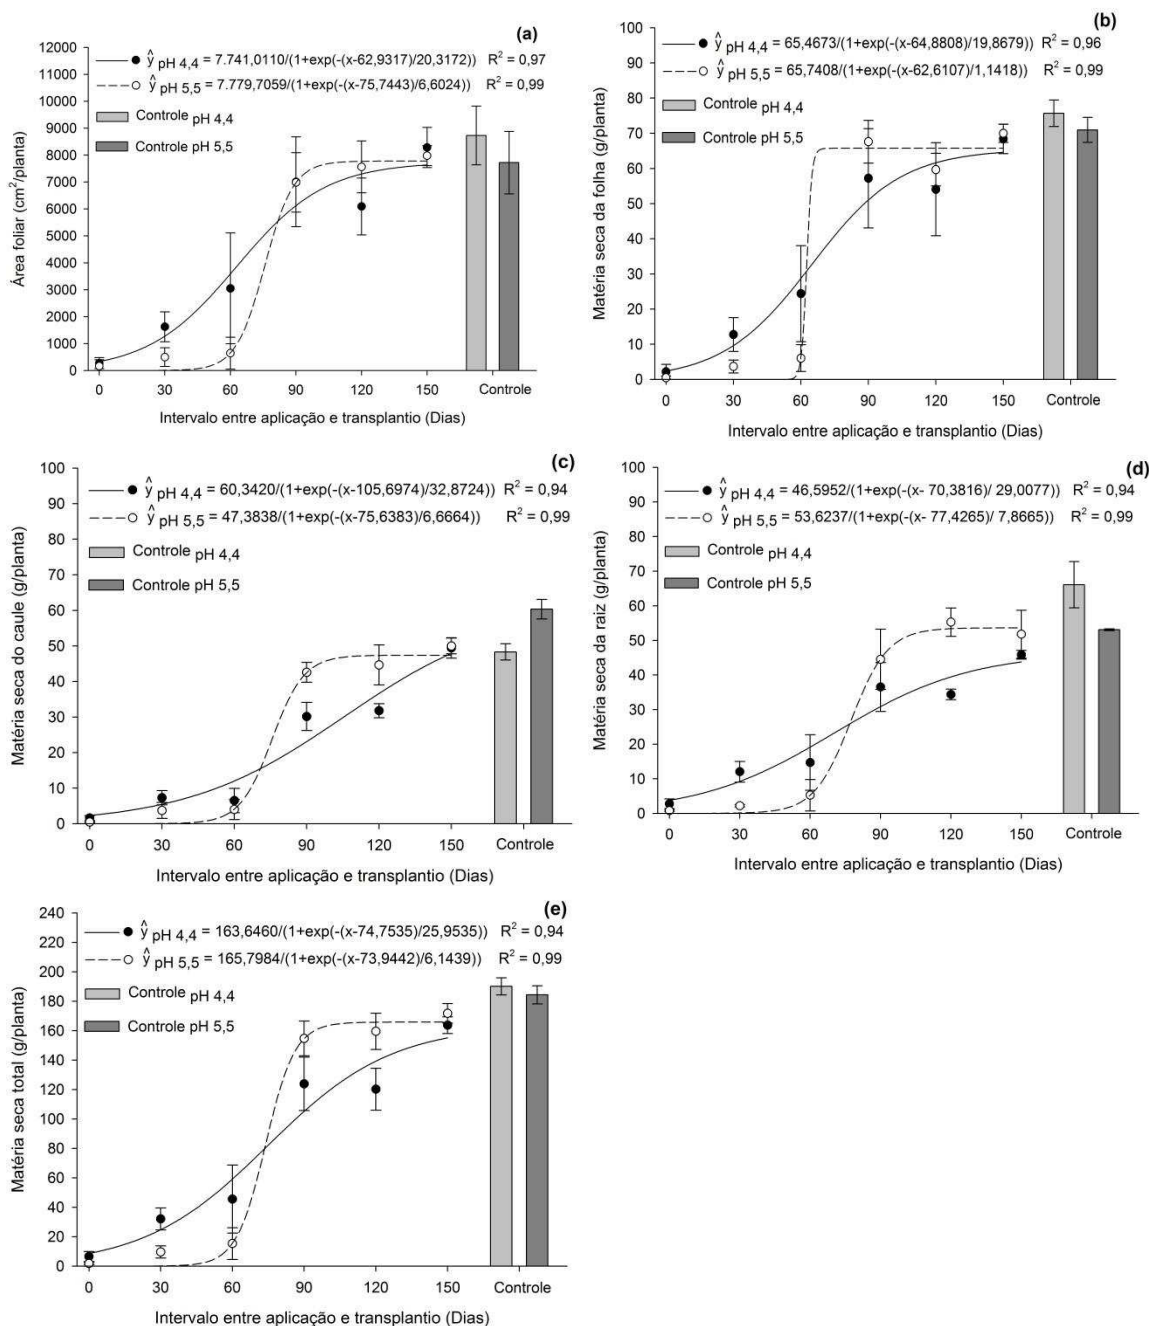 (a)
ŷ pH 4,4 = 7.741,0110/(1+exp(-(x-62,9317)/20,3172)) R² = 0,97
ŷ pH 5,5 = 7.779,7059/(1+exp(-(x-75,7443)/6,6024)) R² = 0,99
Controle pH 4,4
Controle pH 5,5
Área foliar (cm²/planta)
12000
11000
10000
9000
8000
7000
6000
5000
4000
3000
2000
1000
0
0 30 60 90 120 150 Controle
Intervalo entre aplicação e transplantio (Dias)
(b)
ŷ pH 4,4 = 65,4673/(1+exp(-(x-64,8808)/19,8679)) R² = 0,96
ŷ pH 5,5 = 65,7408/(1+exp(-(x-62,6107)/1,1418)) R² = 0,99
Controle pH 4,4
Controle pH 5,5
Matéria seca da folha (g/planta)
100
90
80
70
60
50
40
30
20
10
0
0 30 60 90 120 150 Controle
Intervalo entre aplicação e transplantio (Dias)
(c)
ŷ pH 4,4 = 60,3420/(1+exp(-(x-105,6974)/32,8724)) R² = 0,94
ŷ pH 5,5 = 47,3838/(1+exp(-(x-75,6383)/6,6664)) R² = 0,99
Controle pH 4,4
Controle pH 5,5
Matéria seca do caule (g/planta)
100
90
80
70
60
50
40
30
20
10
0
0 30 60 90 120 150 Controle
Intervalo entre aplicação e transplantio (Dias)
(d)
ŷ pH 4,4 = 46,5952/(1+exp(-(x- 70,3816)/ 29,0077)) R² = 0,94
ŷ pH 5,5 = 53,6237/(1+exp(-(x- 77,4265)/ 7,8665)) R² = 0,99
Controle pH 4,4
Controle pH 5,5
Matéria seca da raiz (g/planta)
100
90
80
70
60
50
40
30
20
10
0
0 30 60 90 120 150 Controle
Intervalo entre aplicação e transplantio (Dias)
(e)
ŷ pH 4,4 = 163,6460/(1+exp(-(x-74,7535)/25,9535)) R² = 0,94
ŷ pH 5,5 = 165,7984/(1+exp(-(x-73,9442)/6,1439)) R² = 0,99
Controle pH 4,4
Controle pH 5,5
Matéria seca total (g/planta)
240
220
200
180
160
140
120
100
80
60
40
20
0
0 30 60 90 120 150 Controle
Intervalo entre aplicação e transplantio (Dias)